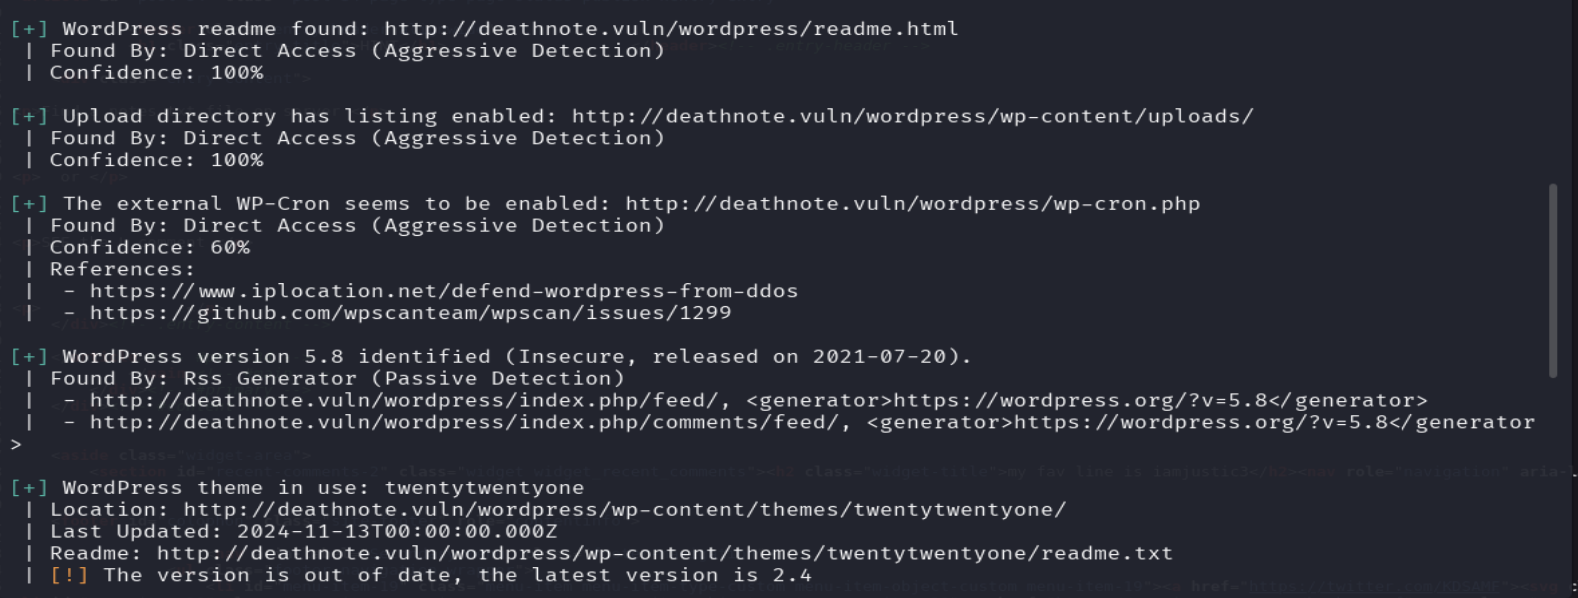 [+] WordPress readme found: http://deathnote.vuln/wordpress/readme.html
 | Found By: Direct Access (Aggressive Detection)
 | Confidence: 100%
[+] Upload directory has listing enabled: http://deathnote.vuln/wordpress/wp-content/uploads/
 | Found By: Direct Access (Aggressive Detection)
 | Confidence: 100%
[+] The external WP-Cron seems to be enabled: http://deathnote.vuln/wordpress/wp-cron.php
 | Found By: Direct Access (Aggressive Detection)
 | Confidence: 60%
 | References:
 |  - https://www.iplocation.net/defend-wordpress-from-ddos
 |  - https://github.com/wpscanteam/wpscan/issues/1299
[+] WordPress version 5.8 identified (Insecure, released on 2021-07-20).
 | Found By: Rss Generator (Passive Detection)
 |  - http://deathnote.vuln/wordpress/index.php/feed/, <generator>https://wordpress.org/?v=5.8</generator>
 |  - http://deathnote.vuln/wordpress/index.php/comments/feed/, <generator>https://wordpress.org/?v=5.8</generator
>
[+] WordPress theme in use: twentytwentyone
 | Location: http://deathnote.vuln/wordpress/wp-content/themes/twentytwentyone/
 | Last Updated: 2024-11-13T00:00:00.000Z
 | Readme: http://deathnote.vuln/wordpress/wp-content/themes/twentytwentyone/readme.txt
 | [!] The version is out of date, the latest version is 2.4